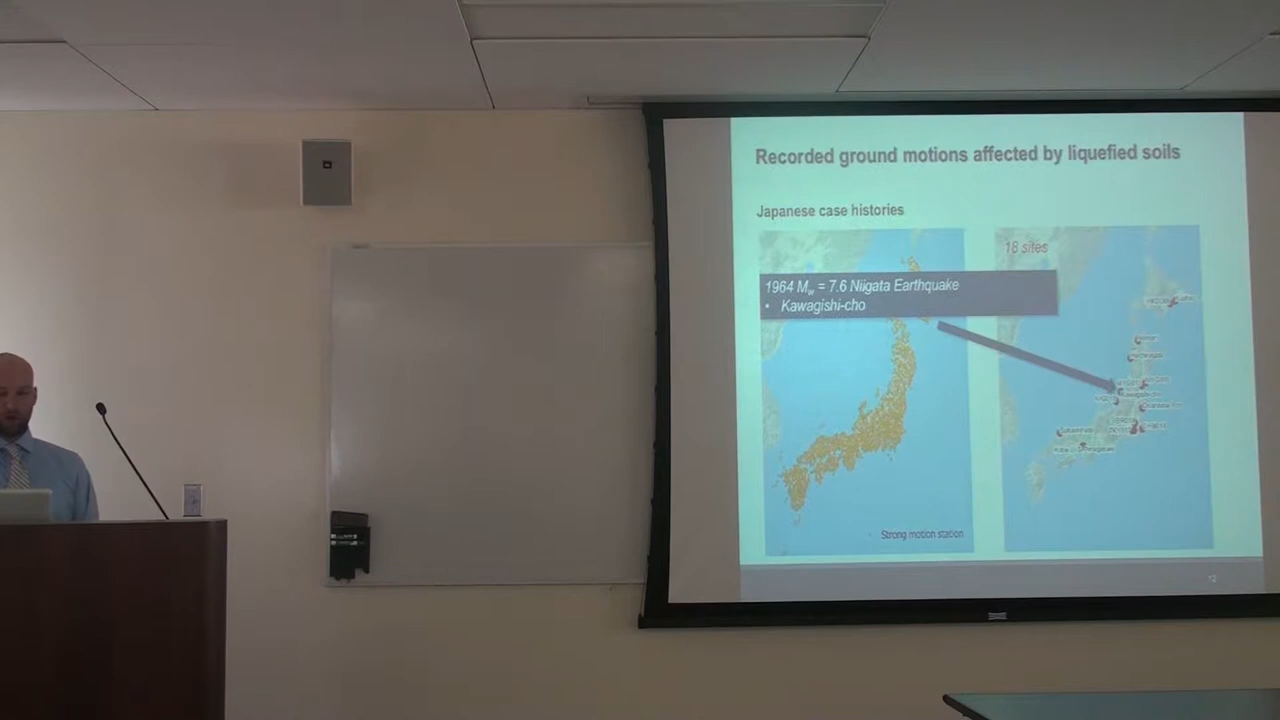 Recorded ground motions affected by liquefied soils
Japanese case histories
18 sites
1964 Mw = 7.6 Niigata Earthquake
• Kawagishi-cho
Strong motion station
12